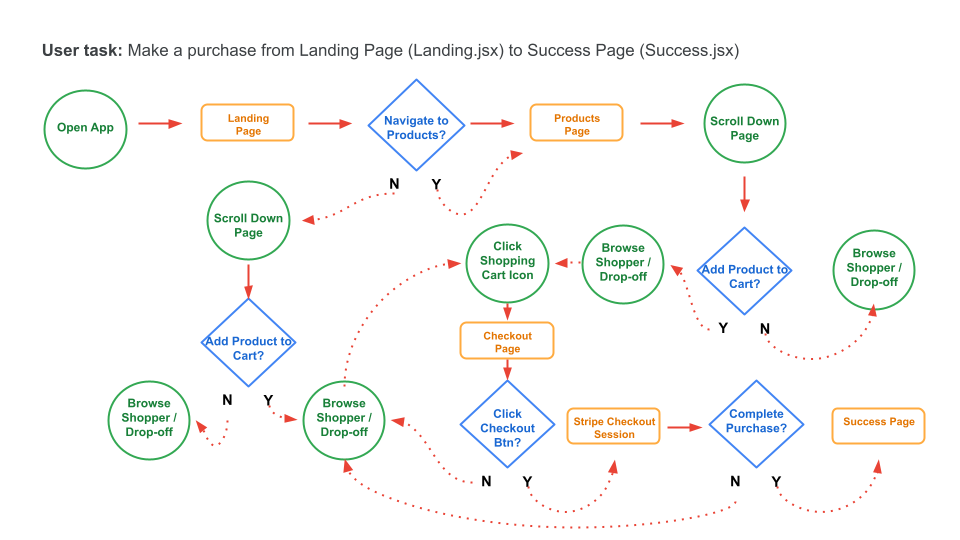 User task: Make a purchase from Landing Page (Landing.jsx) to Success Page (Success.jsx)
Open App
Landing
Page
Navigate to
Products?
N
Y
Products
Page
Scroll Down
Page
Scroll Down
Page
Click
Shopping
Cart Icon
Browse
Shopper /
Drop-off
Add Product to
Cart?
Y
N
Browse
Shopper /
Drop-off
Add Product to
Cart?
N
Y
Checkout
Page
Browse
Shopper /
Drop-off
Browse
Shopper /
Drop-off
Click
Checkout
Btn?
N
Y
Stripe Checkout
Session
Complete
Purchase?
N
Y
Success Page